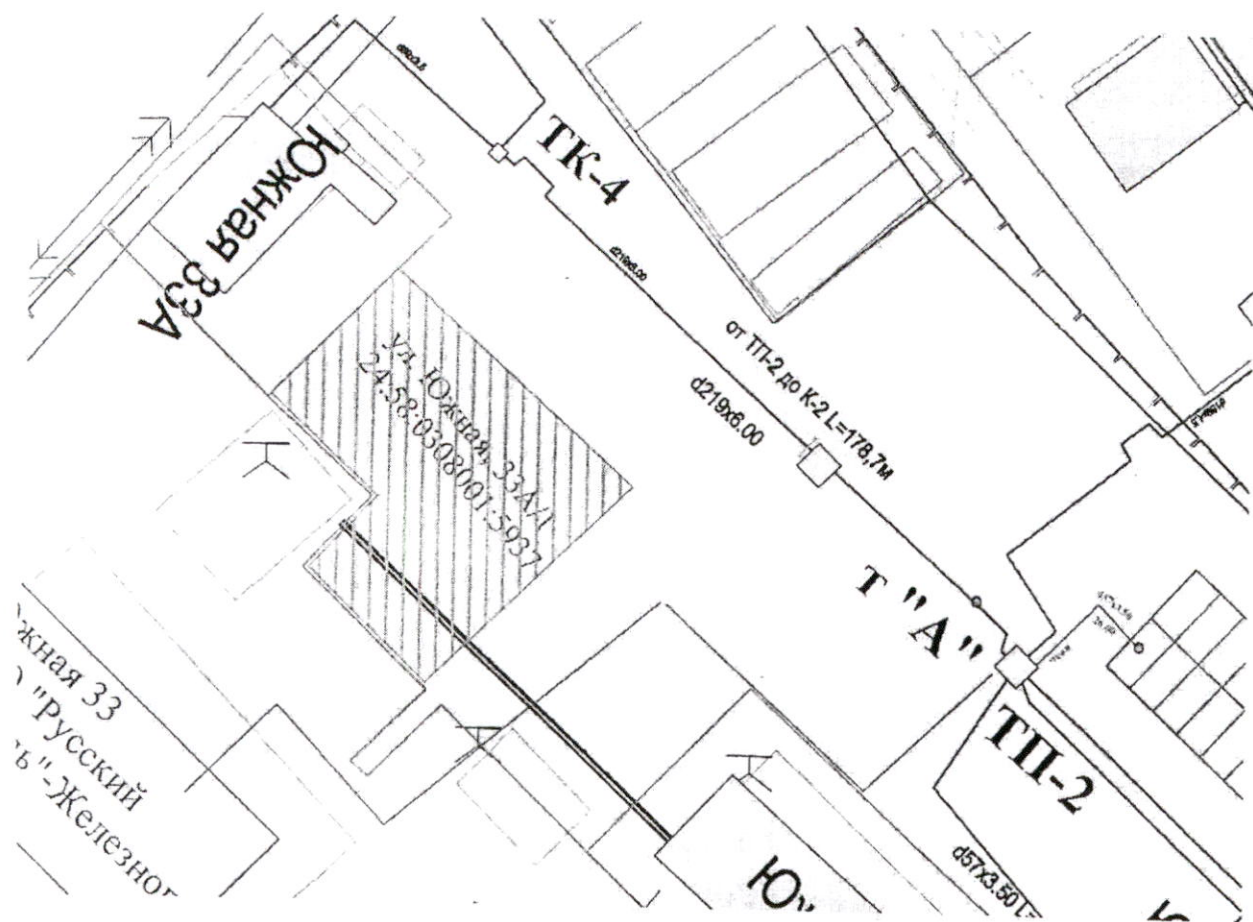 ТК-4
Южная 33А
d219x6.00
от ТП-2 до К-2 L=178,7м
d219x6.00
ул. Южная, 33А/1
24:58:0308001:5937
т "А"
ТП-2
жная 33
"Русский
ь"-Железног
d57x3.50 L=